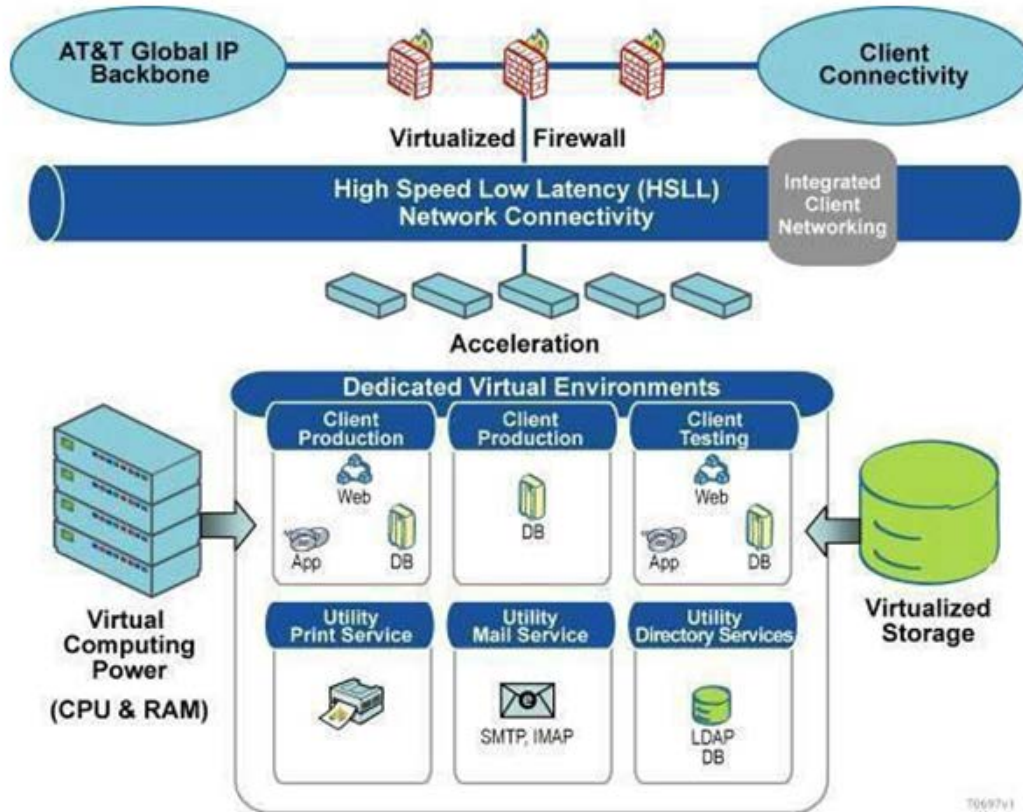 AT&T Global IP
Backbone
Client
Connectivity
Virtualized Firewall
High Speed Low Latency (HSLL)
Network Connectivity
Integrated
Client
Networking
Acceleration
Dedicated Virtual Environments
Client
Production
Client
Production
Client
Testing
Web
App
DB
DB
Web
App
DB
Virtual
Computing
Power
(CPU & RAM)
Virtualized
Storage
Utility
Print Service
Utility
Mail Service
Utility
Directory Services
SMTP, IMAP
LDAP
DB
T0697v1